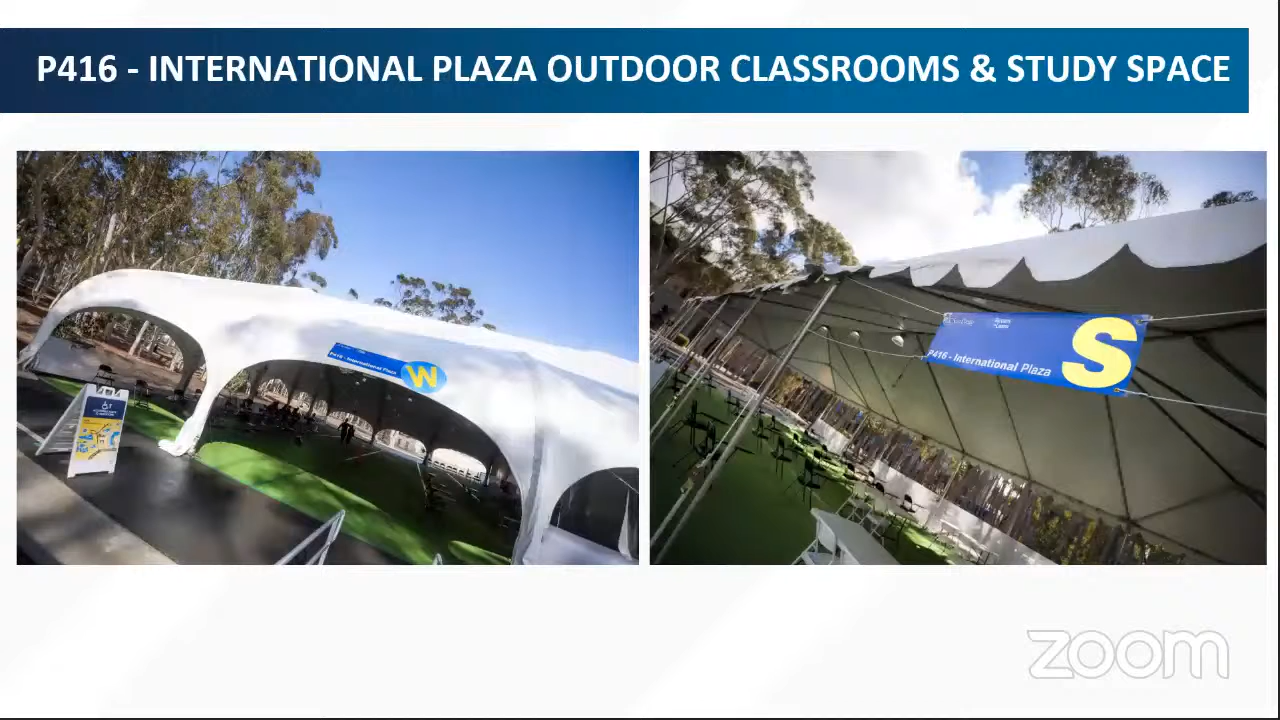 P416 - INTERNATIONAL PLAZA OUTDOOR CLASSROOMS & STUDY SPACE
P416 - International Plaza
W
P416 - International Plaza
S
zoom